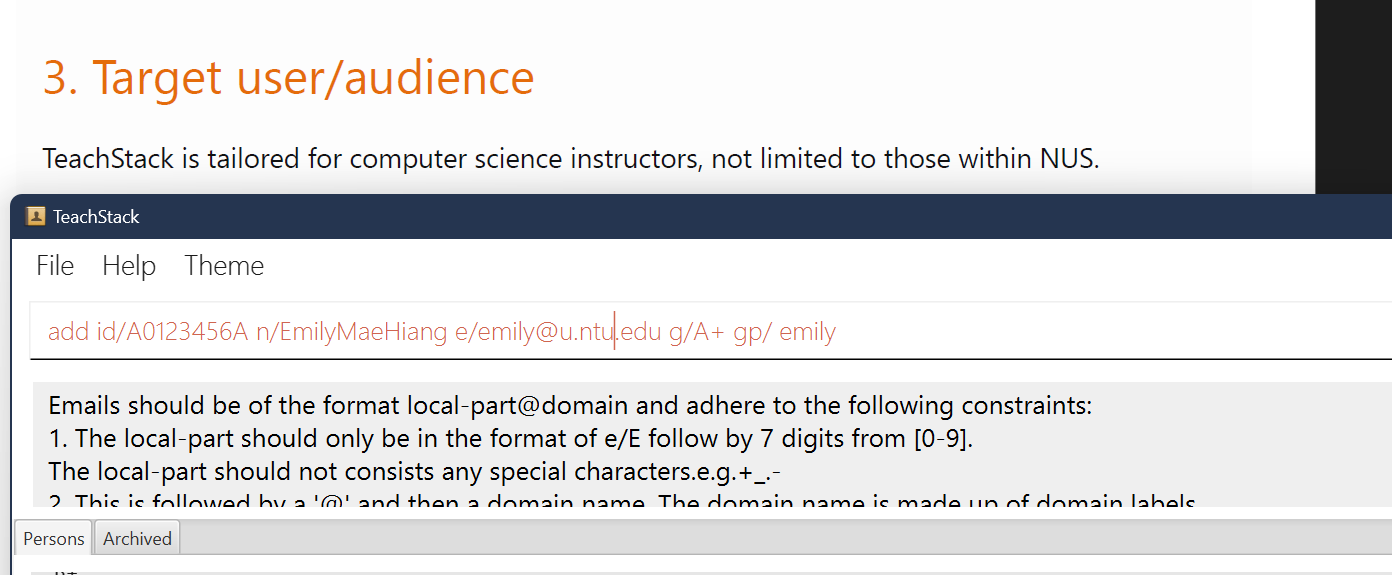 3. Target user/audience
TeachStack is tailored for computer science instructors, not limited to those within NUS.
TeachStack
File Help Theme
add id/A0123456A n/EmilyMaeHiang e/emily@u.ntu.edu g/A+ gp/ emily
Emails should be of the format local-part@domain and adhere to the following constraints:
1. The local-part should only be in the format of e/E follow by 7 digits from [0-9].
The local-part should not consists any special characters.e.g.+_.-
2. This is followed by a '@' and then a domain name. The domain name is made up of domain labels
Persons Archived